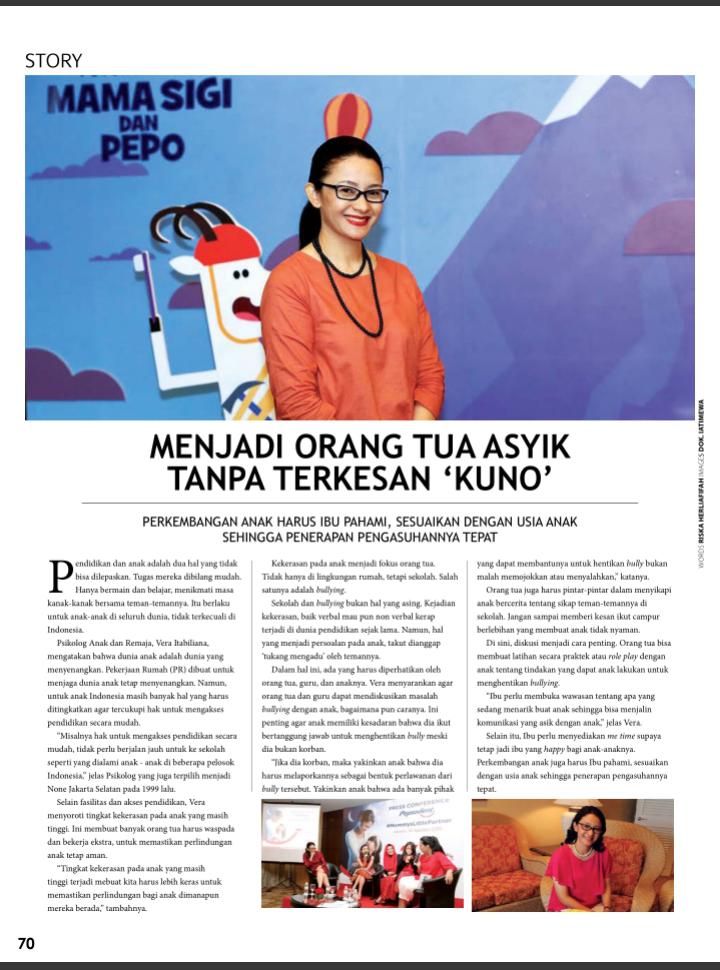 STORY
MAMA SIGI
DAN
PEPO
MENJADI ORANG TUA ASYIK
TANPA TERKESAN ‘KUNO’
PERKEMBANGAN ANAK HARUS IBU PAHAMI, SESUAIKAN DENGAN USIA ANAK
SEHINGGA PENERAPAN PENGASUHANNYA TEPAT
WORDS RISKA HERLIAFIFAH IMAGES DOK. IATIMEWA
Pendidikan dan anak adalah dua hal yang tidak
bisa dilepaskan. Tugas mereka dibilang mudah.
Hanya bermain dan belajar, menikmati masa
kanak-kanak bersama teman-temannya. Itu berlaku
untuk anak-anak di seluruh dunia, tidak terkecuali di
Indonesia.
Psikolog Anak dan Remaja, Vera Itabiliana,
mengatakan bahwa dunia anak adalah dunia yang
menyenangkan. Pekerjaan Rumah (PR) dibuat untuk
menjaga dunia anak tetap menyenangkan. Namun,
untuk anak Indonesia masih banyak hal yang harus
ditingkatkan agar tercukupi hak untuk mengakses
pendidikan secara mudah.
“Misalnya hak untuk mengakses pendidikan secara
mudah, tidak perlu berjalan jauh untuk ke sekolah
seperti yang dialami anak - anak di beberapa pelosok
Indonesia,” jelas Psikolog yang juga terpilih menjadi
None Jakarta Selatan pada 1999 lalu.
Selain fasilitas dan akses pendidikan, Vera
menyoroti tingkat kekerasan pada anak yang masih
tinggi. Ini membuat banyak orang tua harus waspada
dan bekerja ekstra, untuk memastikan perlindungan
anak tetap aman.
“Tingkat kekerasan pada anak yang masih
tinggi terjadi mebuat kita harus lebih keras untuk
memastikan perlindungan bagi anak dimanapun
mereka berada,” tambahnya.
Kekerasan pada anak menjadi fokus orang tua.
Tidak hanya di lingkungan rumah, tetapi sekolah. Salah
satunya adalah bullying.
Sekolah dan bullying bukan hal yang asing. Kejadian
kekerasan, baik verbal mau pun non verbal kerap
terjadi di dunia pendidikan sejak lama. Namun, hal
yang menjadi persoalan pada anak, takut dianggap
‘tukang mengadu’ oleh temannya.
Dalam hal ini, ada yang harus diperhatikan oleh
orang tua, guru, dan anaknya. Vera menyarankan agar
orang tua dan guru dapat mendiskusikan masalah
bullying dengan anak, bagaimana pun caranya. Ini
penting agar anak memiliki kesadaran bahwa dia ikut
bertanggung jawab untuk menghentikan bully meski
dia bukan korban.
“Jika dia korban, maka yakinkan anak bahwa dia
harus melaporkannya sebagai bentuk perlawanan dari
bully tersebut. Yakinkan anak bahwa ada banyak pihak
yang dapat membantunya untuk hentikan bully bukan
malah memojokkan atau menyalahkan,” katanya.
Orang tua juga harus pintar-pintar dalam menyikapi
anak bercerita tentang sikap teman-temannya di
sekolah. Jangan sampai memberi kesan ikut campur
berlebihan yang membuat anak tidak nyaman.
Di sini, diskusi menjadi cara penting. Orang tua bisa
membuat latihan secara praktek atau role play dengan
anak tentang tindakan yang dapat anak lakukan untuk
menghentikan bullying.
“Ibu perlu membuka wawasan tentang apa yang
sedang menarik buat anak sehingga bisa menjalin
komunikasi yang asik dengan anak,” jelas Vera.
Selain itu, Ibu perlu menyediakan me time supaya
tetap jadi ibu yang happy bagi anak-anaknya.
Perkembangan anak juga harus Ibu pahami, sesuaikan
dengan usia anak sehingga penerapan pengasuhannya
tepat.
PRESS CONFERENCE
70